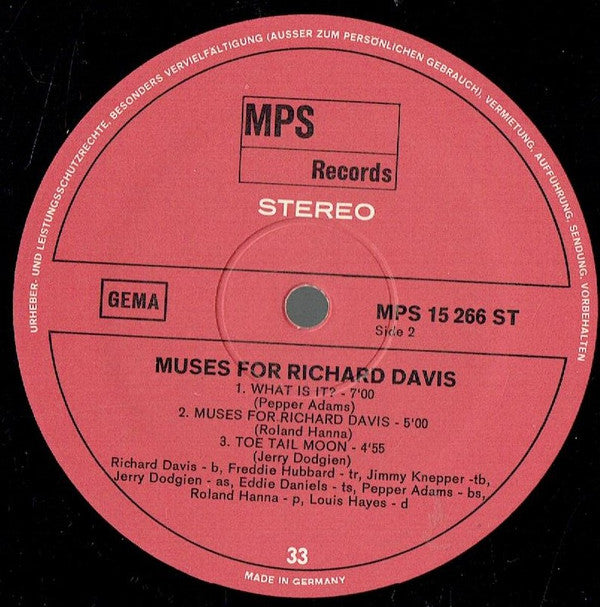 URHEBER- UND LEISTUNGSSCHUTZRECHTE, BESONDERS VERVIELFÄLTIGUNG (AUSSER ZUM PERSÖNLICHEN GEBRAUCH), VERMIETUNG, AUFFÜHRUNG, SENDUNG, VORBEHALTEN
MPS
Records
STEREO
GEMA
MPS 15 266 ST
Side 2
MUSES FOR RICHARD DAVIS
1. WHAT IS IT? - 7'00
(Pepper Adams)
2. MUSES FOR RICHARD DAVIS - 5'00
(Roland Hanna)
3. TOE TAIL MOON - 4'55
(Jerry Dodgien)
Richard Davis - b, Freddie Hubbard - tr, Jimmy Knepper -tb,
Jerry Dodgien - as, Eddie Daniels - ts, Pepper Adams - bs,
Roland Hanna - p, Louis Hayes - d
33
MADE IN GERMANY